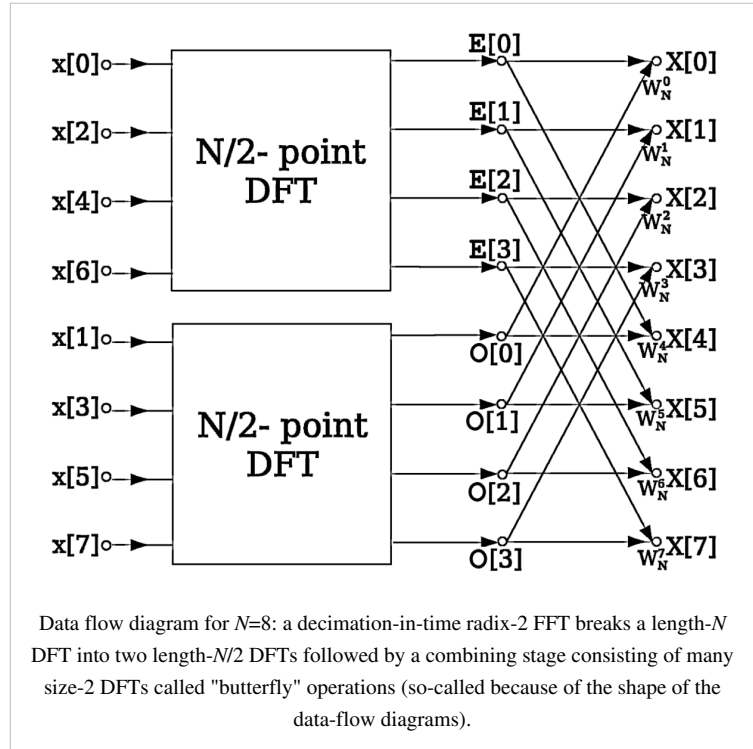 x[0]
x[2]
x[4]
x[6]
x[1]
x[3]
x[5]
x[7]
N/2- point
DFT
N/2- point
DFT
E[0]
E[1]
E[2]
E[3]
O[0]
O[1]
O[2]
O[3]
X[0]
W_N^0
X[1]
W_N^1
X[2]
W_N^2
X[3]
W_N^3
X[4]
W_N^4
X[5]
W_N^5
X[6]
W_N^6
X[7]
W_N^7
Data flow diagram for N=8: a decimation-in-time radix-2 FFT breaks a length-N
DFT into two length-N/2 DFTs followed by a combining stage consisting of many
size-2 DFTs called "butterfly" operations (so-called because of the shape of the
data-flow diagrams).